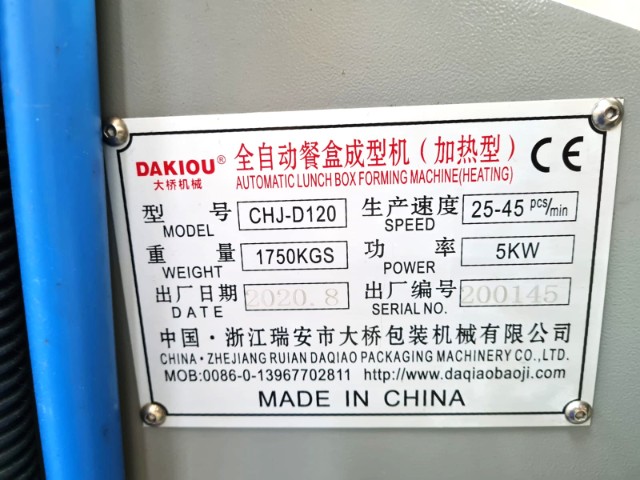 DAKIOU® 全自动餐盒成型机(加热型) CE
大桥机械 AUTOMATIC LUNCH BOX FORMING MACHINE(HEATING)
型号 CHJ-D120 生产速度 25-45 pcs/min
MODEL SPEED
重量 1750KGS 功率 5KW
WEIGHT POWER
出厂日期 2020.8 出厂编号 200145
DATE SERIAL NO.
中国·浙江瑞安市大桥包装机械有限公司
CHINA·ZHEJIANG RUIAN DAQIAO PACKAGING MACHINERY CO.,LTD.
MOB:0086-0-13967702811 http://www.daqiaobaoji.com
MADE IN CHINA